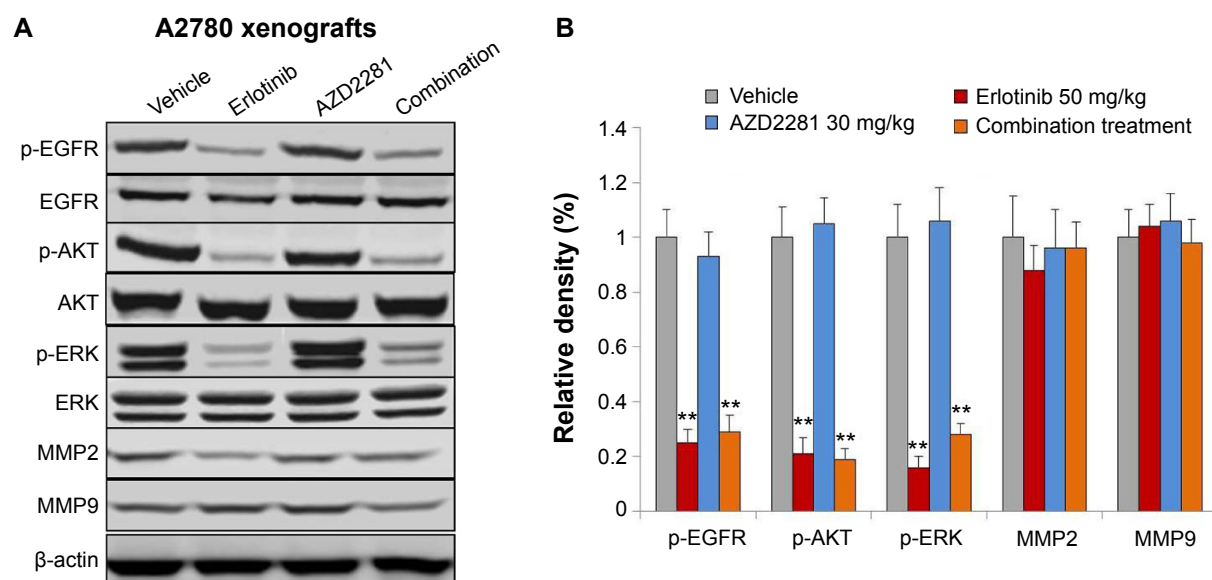 A
A2780 xenografts
Vehicle
Erlotinib
AZD2281
Combination
p-EGFR
EGFR
p-AKT
AKT
p-ERK
ERK
MMP2
MMP9
β-actin
B
Vehicle
Erlotinib 50 mg/kg
AZD2281 30 mg/kg
Combination treatment
Relative density (%)
1.4
1.2
1
0.8
0.6
0.4
0.2
0
** **
** **
** **
p-EGFR
p-AKT
p-ERK
MMP2
MMP9